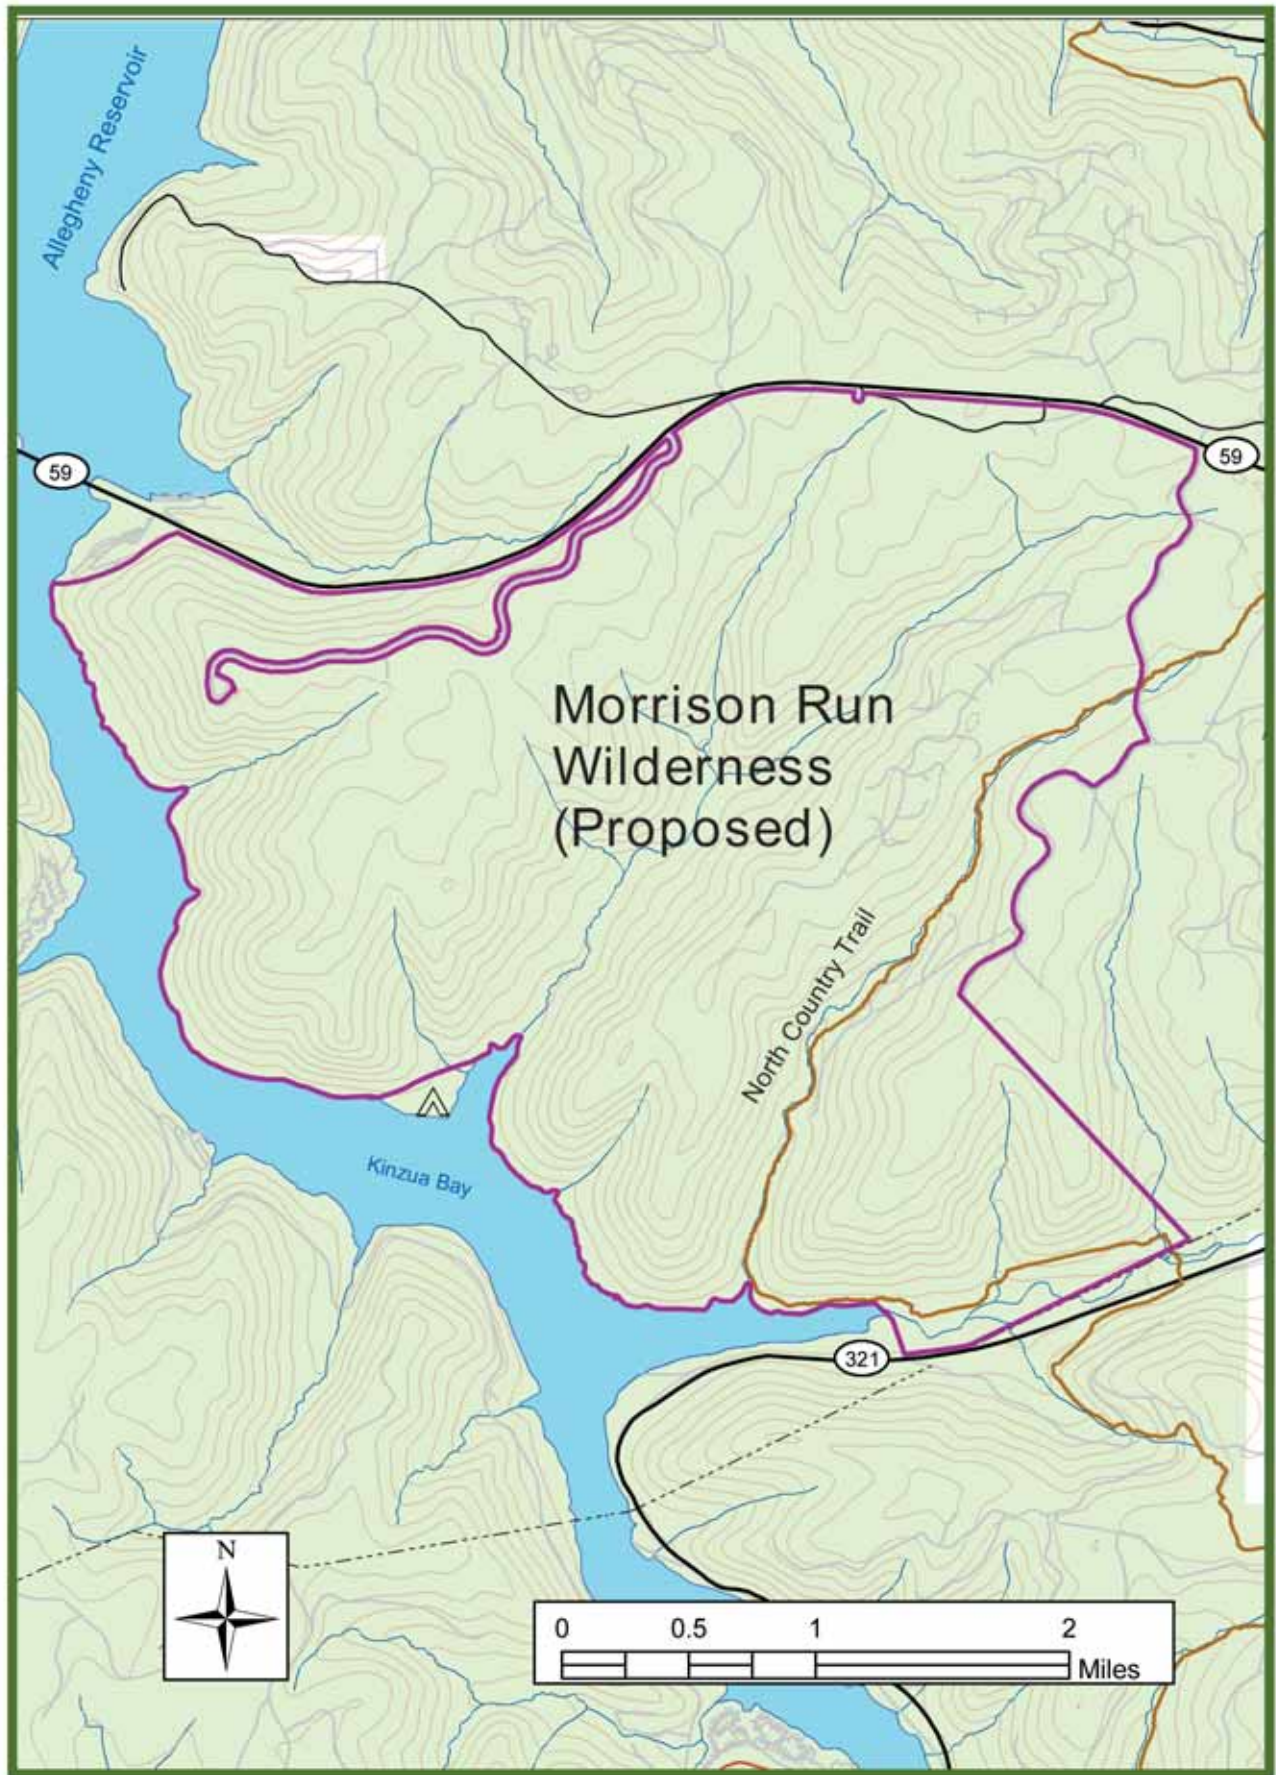 Allegheny Reservoir
59
59
Morrison Run
Wilderness
(Proposed)
North Country Trail
Kinzua Bay
321
N
0 0.5 1 2
Miles